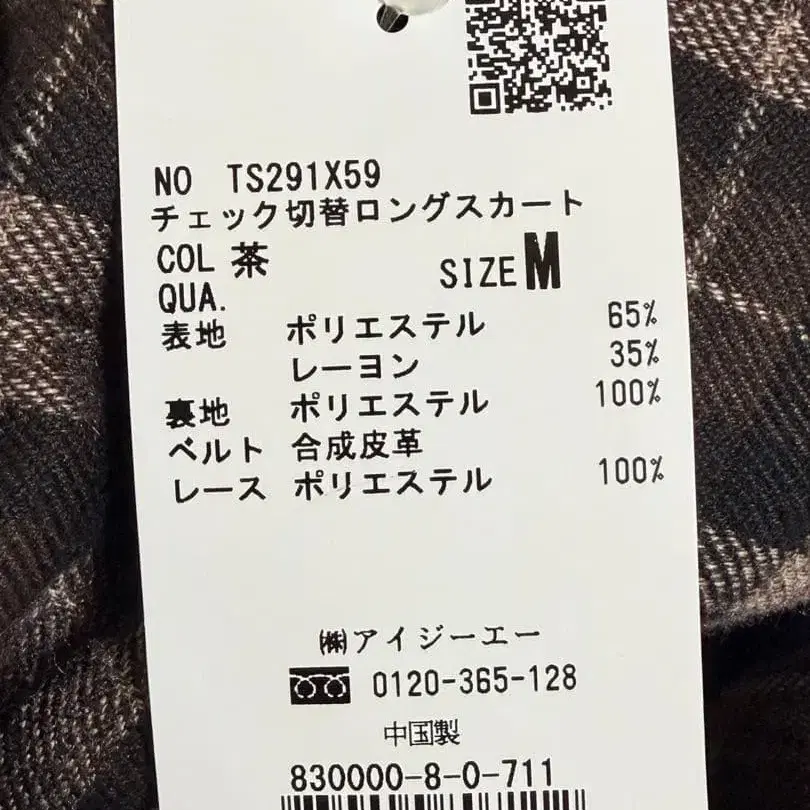 NO TS291X59
チェック切替ロングスカート
COL 茶 SIZE M
QUA.
表地 ポリエステル 65%
レーヨン 35%
裏地 ポリエステル 100%
ベルト 合成皮革
レース ポリエステル 100%
㈱アイジーエー
0120-365-128
中国製
830000-8-0-711